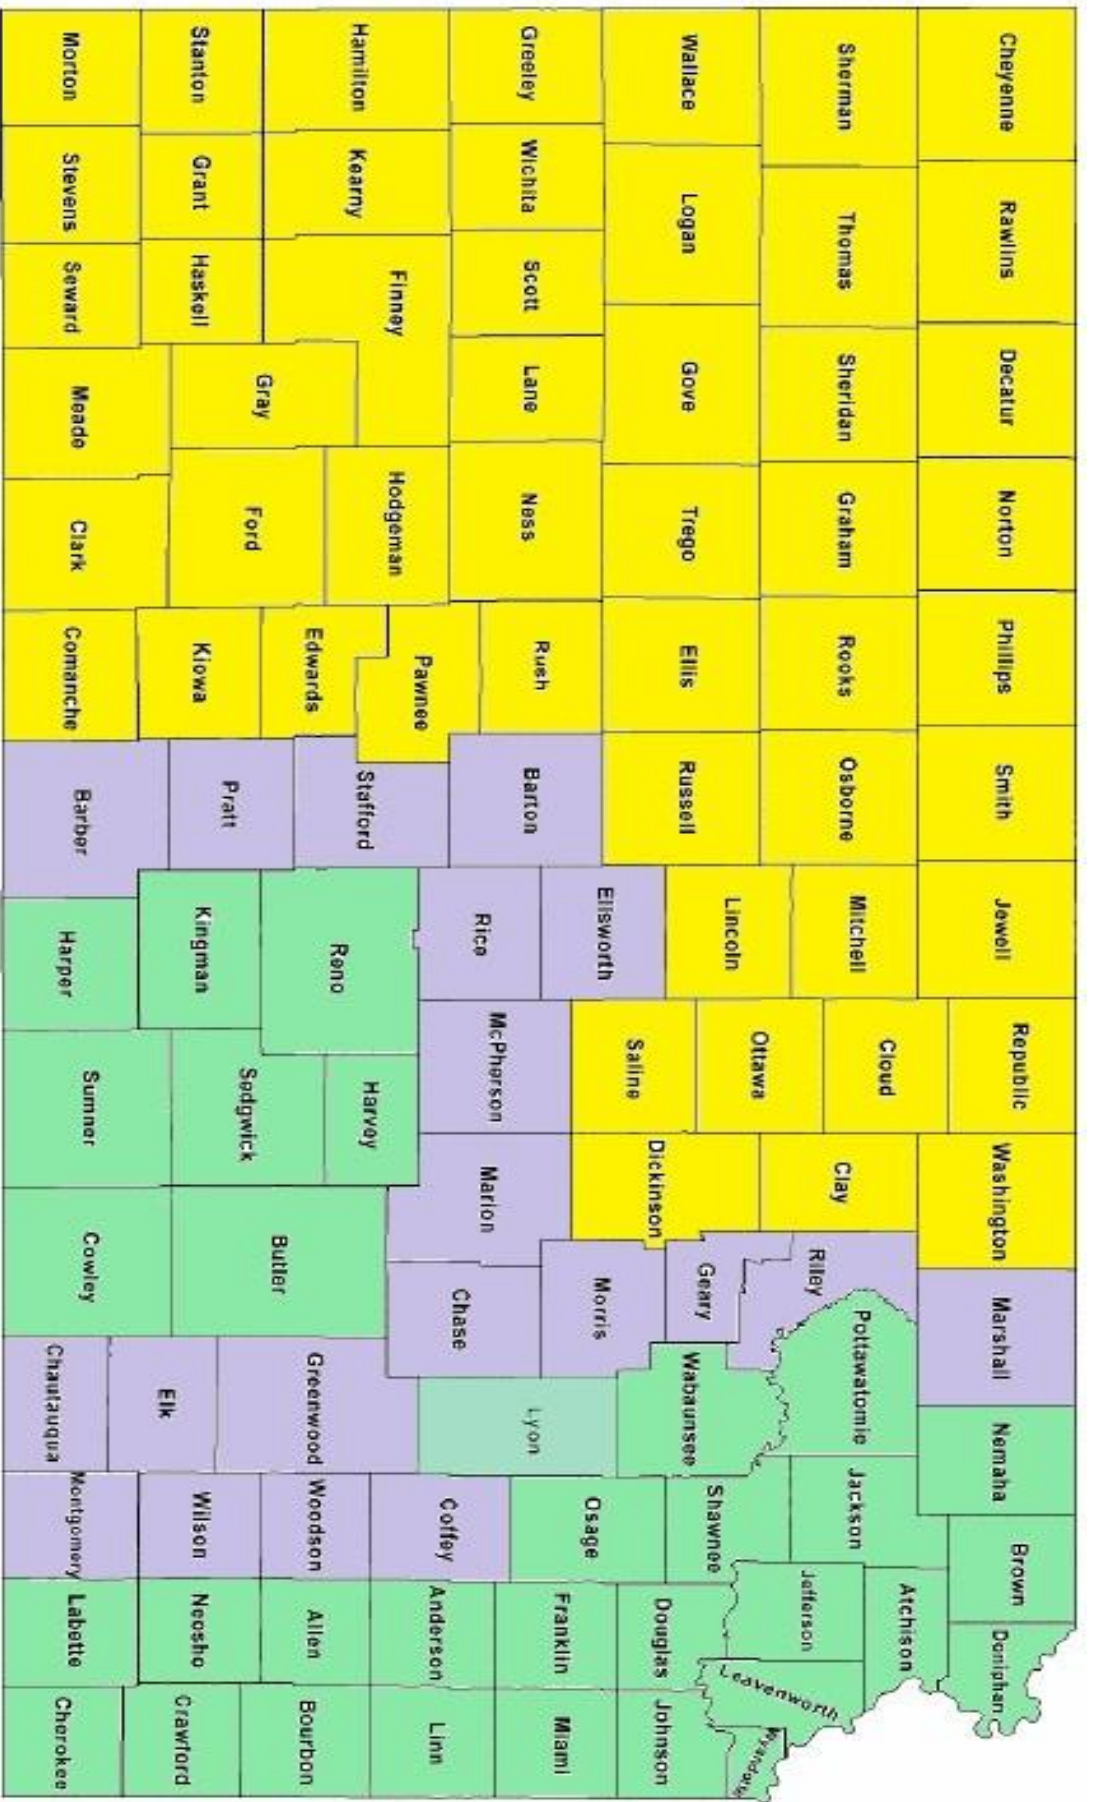 Cheyenne
Rawlins
Decatur
Norton
Phillips
Smith
Jewell
Republic
Washington
Marshall
Nemaha
Brown
Doniphan
Sherman
Thomas
Sheridan
Graham
Rooks
Osborne
Mitchell
Cloud
Clay
Riley
Pottawatomie
Jackson
Atchison
Jefferson
Leavenworth
Wyandotte
Wallace
Logan
Gove
Trego
Ellis
Russell
Lincoln
Ottawa
Saline
Dickinson
Geary
Wabaunsee
Shawnee
Douglas
Johnson
Greeley
Wichita
Scott
Lane
Ness
Rush
Barton
Ellsworth
Rice
McPherson
Marion
Morris
Chase
Lyon
Osage
Franklin
Miami
Hamilton
Kearny
Finney
Hodgeman
Pawnee
Stafford
Reno
Harvey
Coffey
Anderson
Linn
Stanton
Grant
Haskell
Gray
Ford
Edwards
Kiowa
Pratt
Kingman
Sedgwick
Butler
Greenwood
Woodson
Allen
Bourbon
Elk
Wilson
Neosho
Crawford
Morton
Stevens
Seward
Meade
Clark
Comanche
Barber
Harper
Sumner
Cowley
Chautauqua
Montgomery
Labette
Cherokee